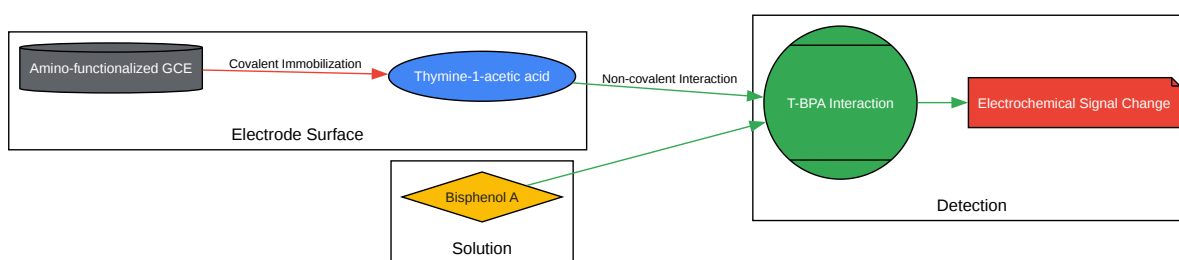 Amino-functionalized GCE
Covalent Immobilization
Thymine-1-acetic acid
Electrode Surface
Non-covalent Interaction
T-BPA Interaction
Electrochemical Signal Change
Detection
Bisphenol A
Solution